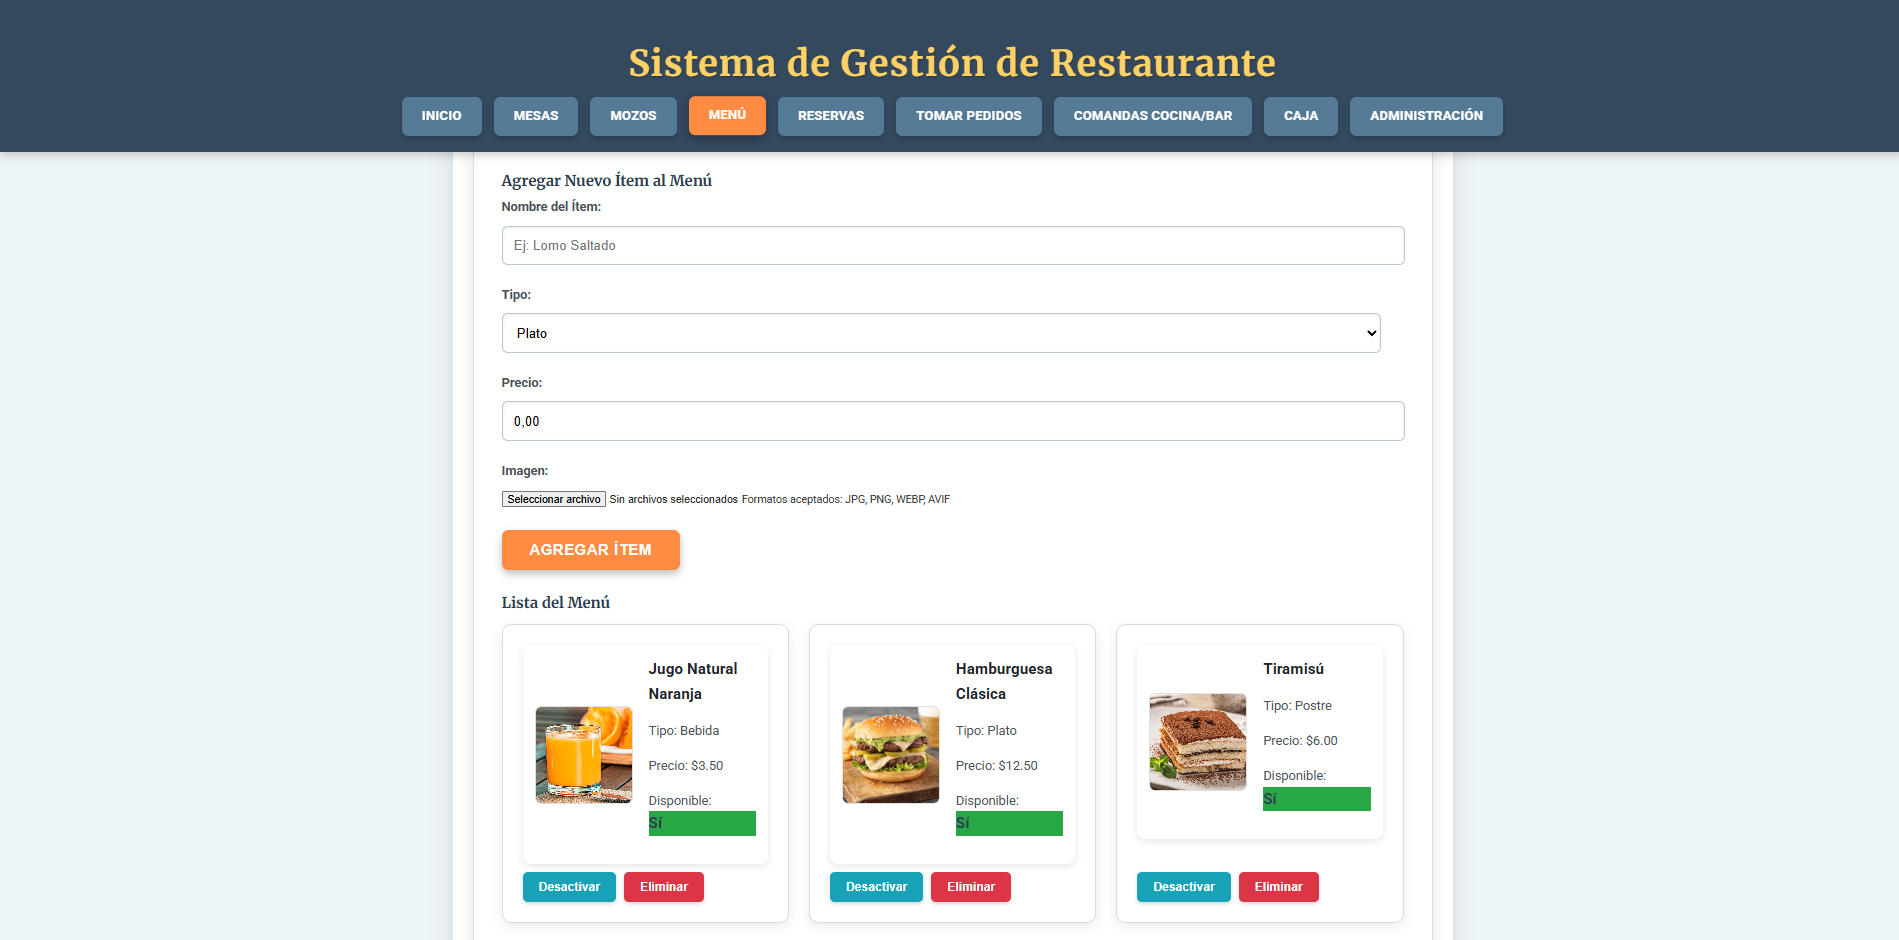 Sistema de Gestión de Restaurante
INICIO MESAS MOZOS MENÚ RESERVAS TOMAR PEDIDOS COMANDAS COCINA/BAR CAJA ADMINISTRACIÓN
Agregar Nuevo Ítem al Menú
Nombre del Ítem:
Ej: Lomo Saltado
Tipo:
Plato
Precio:
0,00
Imagen:
Seleccionar archivo Sin archivos seleccionados Formatos aceptados: JPG, PNG, WEBP, AVIF
AGREGAR ÍTEM
Lista del Menú
Jugo Natural
Naranja
Tipo: Bebida
Precio: $3.50
Disponible:
Sí
Desactivar Eliminar
Hamburguesa
Clásica
Tipo: Plato
Precio: $12.50
Disponible:
Sí
Desactivar Eliminar
Tiramisú
Tipo: Postre
Precio: $6.00
Disponible:
Sí
Desactivar Eliminar